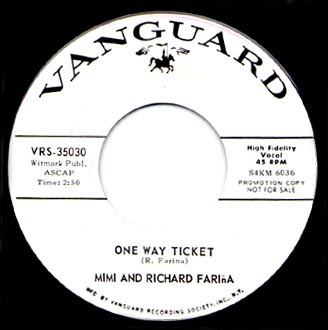 VANGUARD
VRS-35030
Witmark Publ.
ASCAP
Time: 2:50
High Fidelity
Vocal
45 RPM
S4KM 6036
PROMOTION COPY
NOT FOR SALE
ONE WAY TICKET
(R. Farina)
MIMI AND RICHARD FARIñA
MFD. BY VANGUARD RECORDING SOCIETY, INC., N.Y.